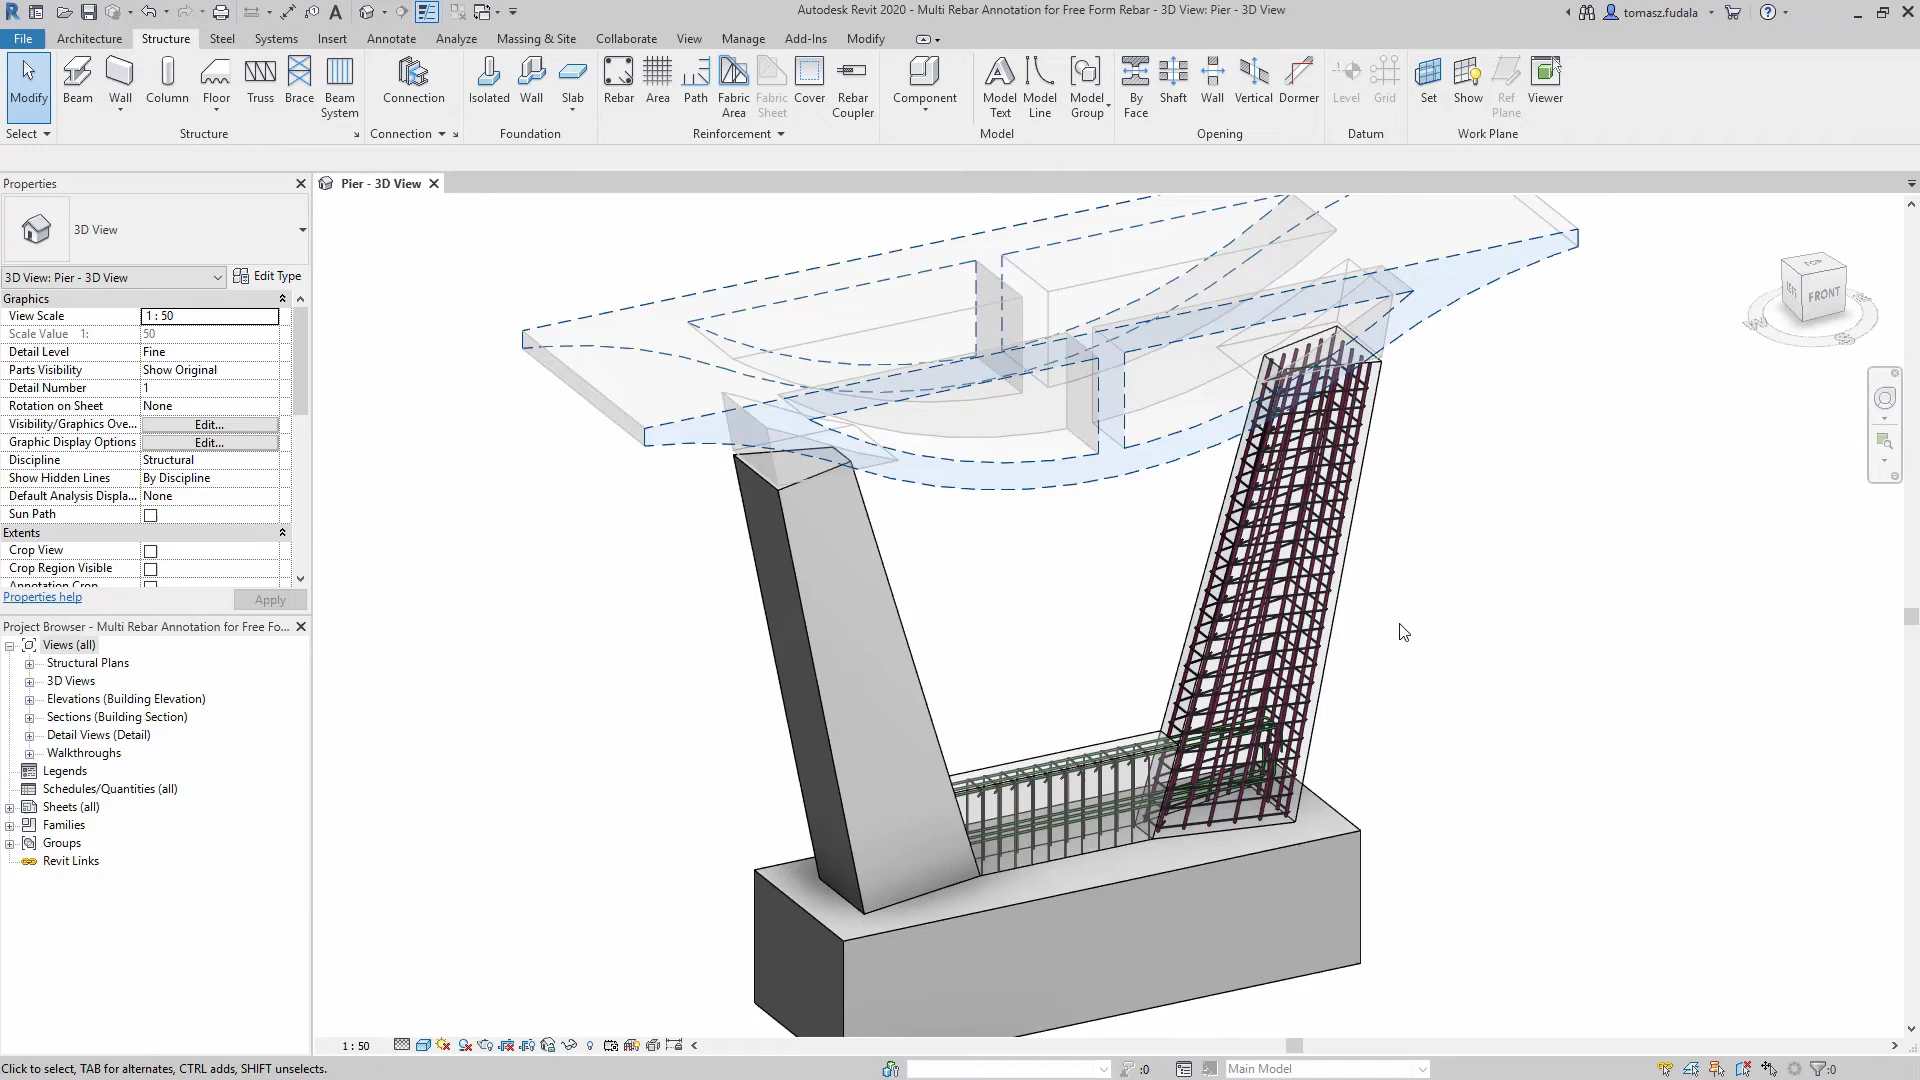 Autodesk Revit 2020 - Multi Rebar Annotation for Free Form Rebar - 3D View: Pier - 3D View
tomasz.fudala
File Architecture Structure Steel Systems Insert Annotate Analyze Massing & Site Collaborate View Manage Add-Ins Modify
Modify Beam Wall Column Floor Truss Brace Beam System Connection Isolated Wall Slab Rebar Area Path Fabric Area Fabric Sheet Cover Rebar Coupler Component Model Text Model Line Model Group By Face Shaft Wall Vertical Dormer Level Grid Set Show Ref Plane Viewer
Select Structure Connection Foundation Reinforcement Model Opening Datum Work Plane
Properties
Pier - 3D View
3D View
3D View: Pier - 3D View
Edit Type
Graphics
View Scale 1 : 50
Scale Value 1: 50
Detail Level Fine
Parts Visibility Show Original
Detail Number 1
Rotation on Sheet None
Visibility/Graphics Ove... Edit...
Graphic Display Options Edit...
Discipline Structural
Show Hidden Lines By Discipline
Default Analysis Displa... None
Sun Path
Extents
Crop View
Crop Region Visible
Annotation Crop
Properties help
Apply
Project Browser - Multi Rebar Annotation for Free Fo...
Views (all)
Structural Plans
3D Views
Elevations (Building Elevation)
Sections (Building Section)
Detail Views (Detail)
Walkthroughs
Legends
Schedules/Quantities (all)
Sheets (all)
Families
Groups
Revit Links
TOP
LEFT
FRONT
1 : 50
Click to select, TAB for alternates, CTRL adds, SHIFT unselects.
:0
Main Model
:0